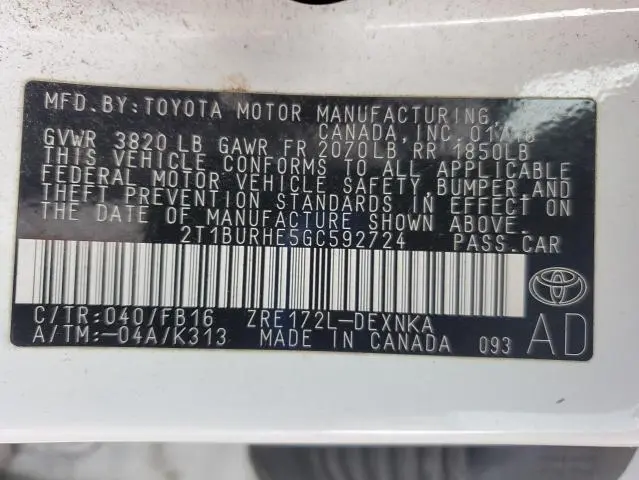 MFD.BY:TOYOTA MOTOR MANUFACTURING,
CANADA,INC.
GVWR 3820 LB GAWR FR 2070LB RR 1850LB
THIS VEHICLE CONFORMS TO ALL APPLICABLE
FEDERAL MOTOR VEHICLE SAFETY, BUMPER AND
THEFT PREVENTION STANDARDS IN EFFECT ON
THE DATE OF MANUFACTURE SHOWN ABOVE.
2T1BURHE5GC592724 PASS.CAR
C/TR:040/FB16 ZRE172L-DEXNKA
A/TM:-04A/K313 MADE IN CANADA 093 AD